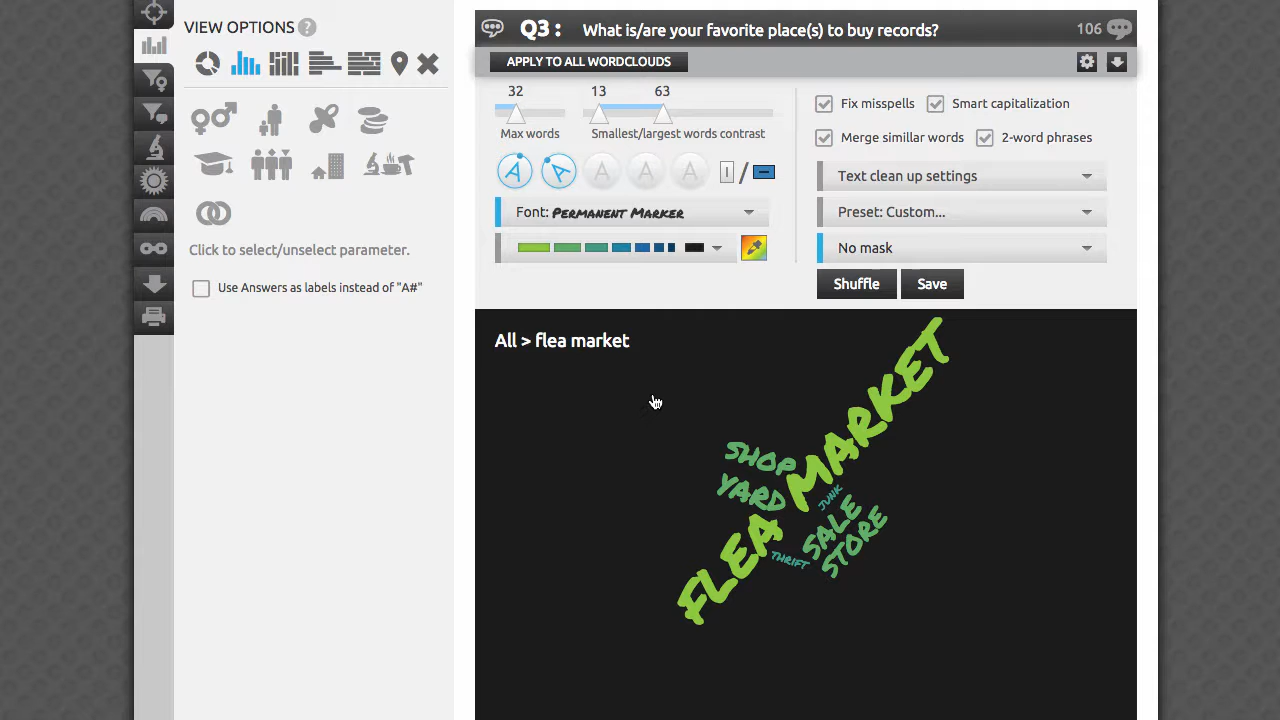 VIEW OPTIONS ?
Click to select/unselect parameter.
Use Answers as labels instead of "A#"
Q3 : What is/are your favorite place(s) to buy records? 106
APPLY TO ALL WORDCLOUDS
32 13 63
Max words Smallest/largest words contrast
A A A A A I / I
Font: PERMANENT MARKER
Fix misspells Smart capitalization
Merge simillar words 2-word phrases
Text clean up settings
Preset: Custom...
No mask
Shuffle Save
All > flea market
FLEA MARKET
SHOP
YARD
JUNK
SALE
STORE
THRIFT